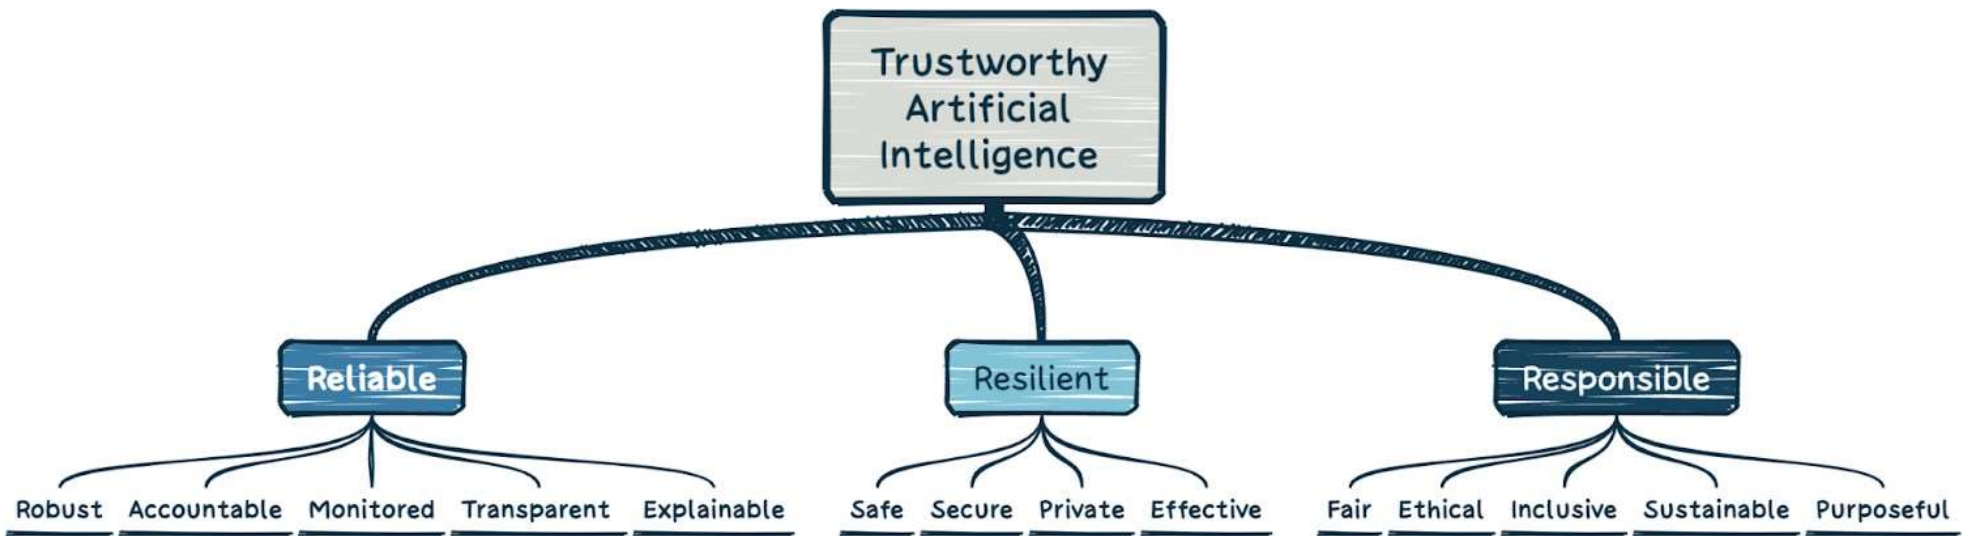 Trustworthy
Artificial
Intelligence
Reliable
Resilient
Responsible
Robust
Accountable
Monitored
Transparent
Explainable
Safe
Secure
Private
Effective
Fair
Ethical
Inclusive
Sustainable
Purposeful